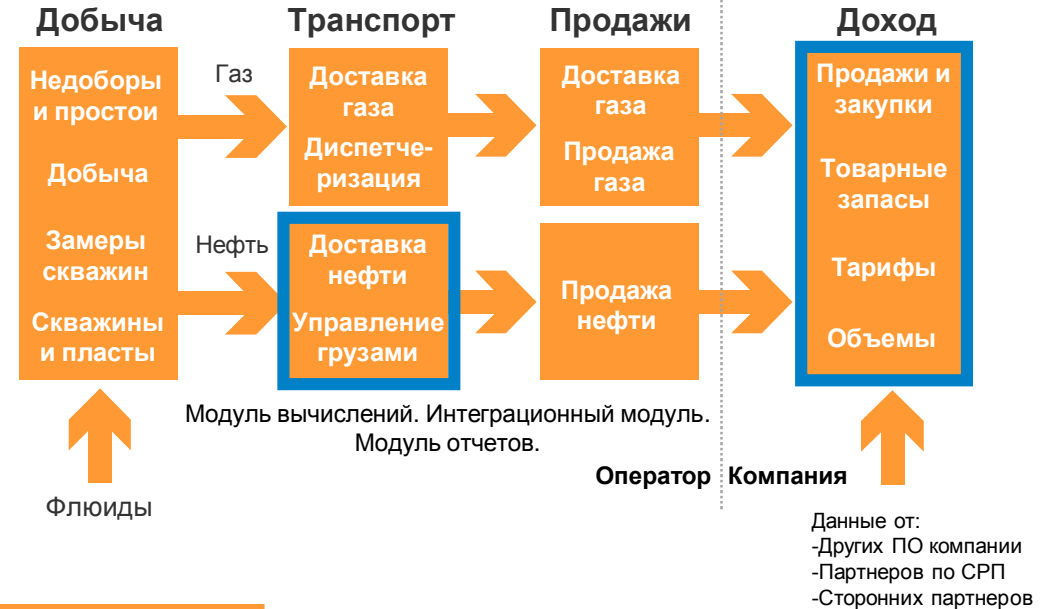 Добыча
Транспорт
Продажи
Доход
Недоборы
и простои
Добыча
Замеры
скважин
Скважины
и пласты
Газ
Нефть
Доставка
газа
Диспетче-
ризация
Доставка
нефти
Управление
грузами
Доставка
газа
Продажа
газа
Продажа
нефти
Продажи и
закупки
Товарные
запасы
Тарифы
Объемы
Модуль вычислений. Интеграционный модуль.
Модуль отчетов.
Оператор
Компания
Флюиды
Данные от:
-Других ПО компании
-Партнеров по СРП
-Сторонних партнеров